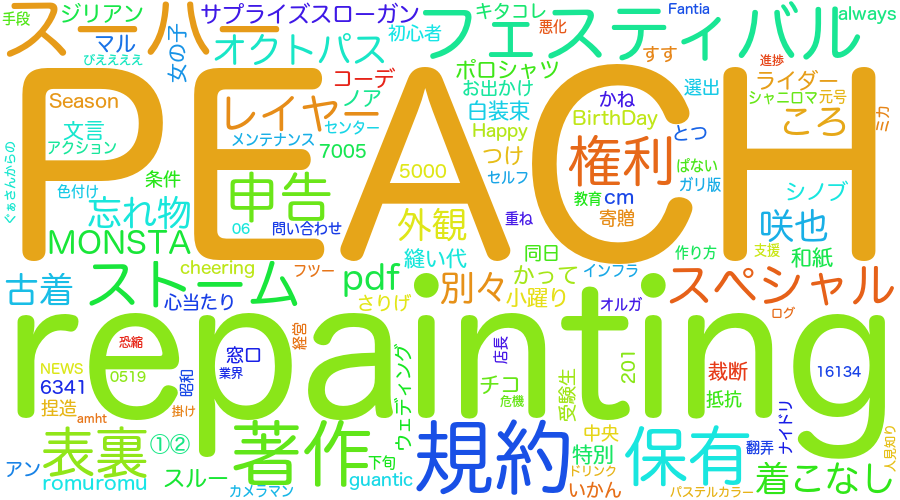 手段
ジリアン
スーハー
サプライズスローガン
フェスティバル
キタコレ
悪化
Fantia
always
マル
女の子
オクトパス
初心者
すす
びええええ
ポロシャツ
進捗
PEACH
コーデ
お出かけ
選出
ライダー
Season
レイヤー
ノア
白装束
かね
シャニロマ
元号
ミカ
文言
メンテナンス
センター
Happy
BirthDay
とつ
ころ
アクション
7005
つけ
権利
ぱない
ぐぁさんからの
条件
5000
セルフ
教育
cm
ガリ版
シノブ
色付け
申告
忘れ物
06
問い合わせ
外観
重ね
寄贈
咲也
MONSTA
同日
作り方
支援
和紙
古着
ストーム
cheering
フツー
縫い代
かって
インフラ
スペシャル
心当たり
pdf
別々
小躍り
さりげ
オルガ
ログ
repainting
恐縮
経営
窓口
店長
NEWS
0519
昭和
業界
ウェディング
チコ
受験生
201
裁断
16134
6341
危機
捏造
掛け
抵抗
amht
表裏
①②
著作
規約
中央
保有
翻弄
ナイドリ
人見知り
アン
スルー
下旬
特別
着こなし
romuromu
カメラマン
guantic
ドリンク
いかん
パステルカラー